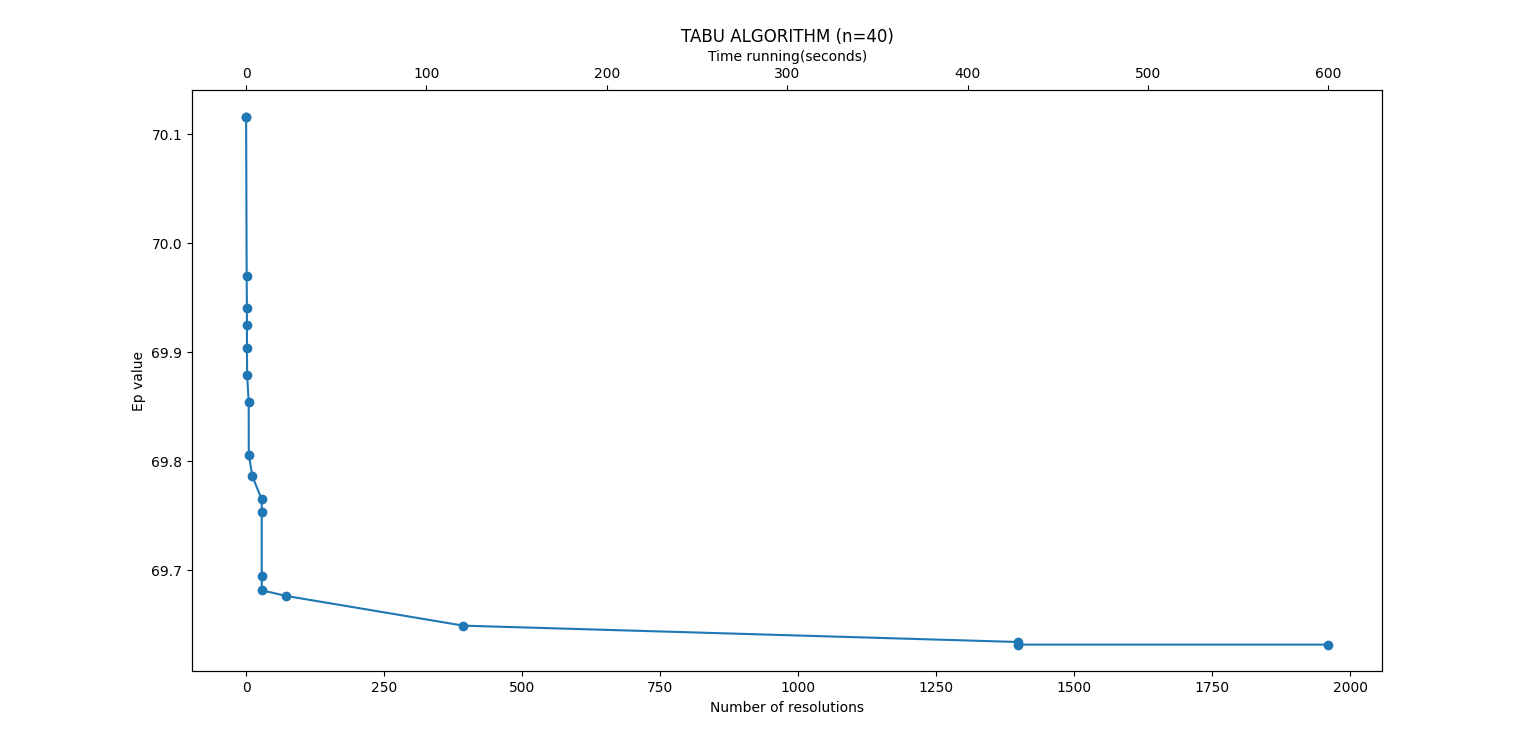 TABU ALGORITHM (n=40)
Time running(seconds)
0 100 200 300 400 500 600
70.1
70.0
69.9
69.8
69.7
Ep value
0 250 500 750 1000 1250 1500 1750 2000
Number of resolutions